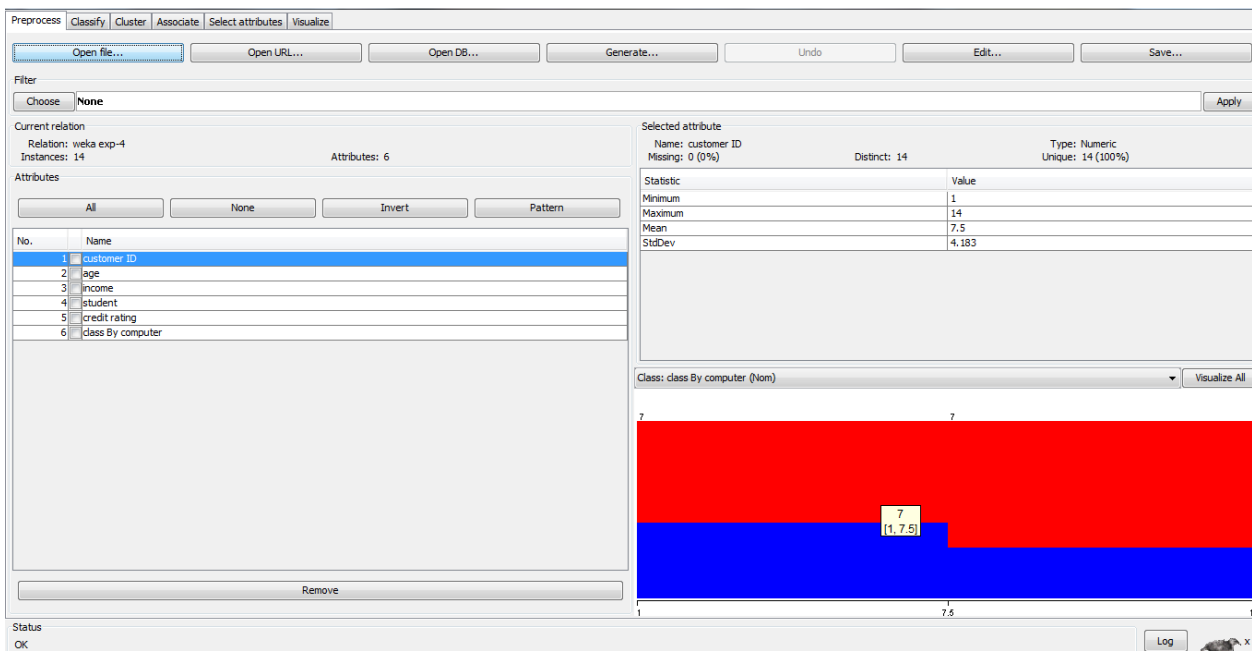 Preprocess Classify Cluster Associate Select attributes Visualize
Open file... Open URL... Open DB... Generate... Undo Edit... Save...
Filter
Choose None Apply
Current relation
Relation: weka exp-4
Instances: 14 Attributes: 6
Selected attribute
Name: customer ID Type: Numeric
Missing: 0 (0%) Distinct: 14 Unique: 14 (100%)
Attributes
All None Invert Pattern
No. Name
1 customer ID
2 age
3 income
4 student
5 credit rating
6 class By computer
Remove
Statistic Value
Minimum 1
Maximum 14
Mean 7.5
StdDev 4.183
Class: class By computer (Nom) Visualize All
7 7
7
[1, 7.5]
1 7.5 1
Status
OK
Log x